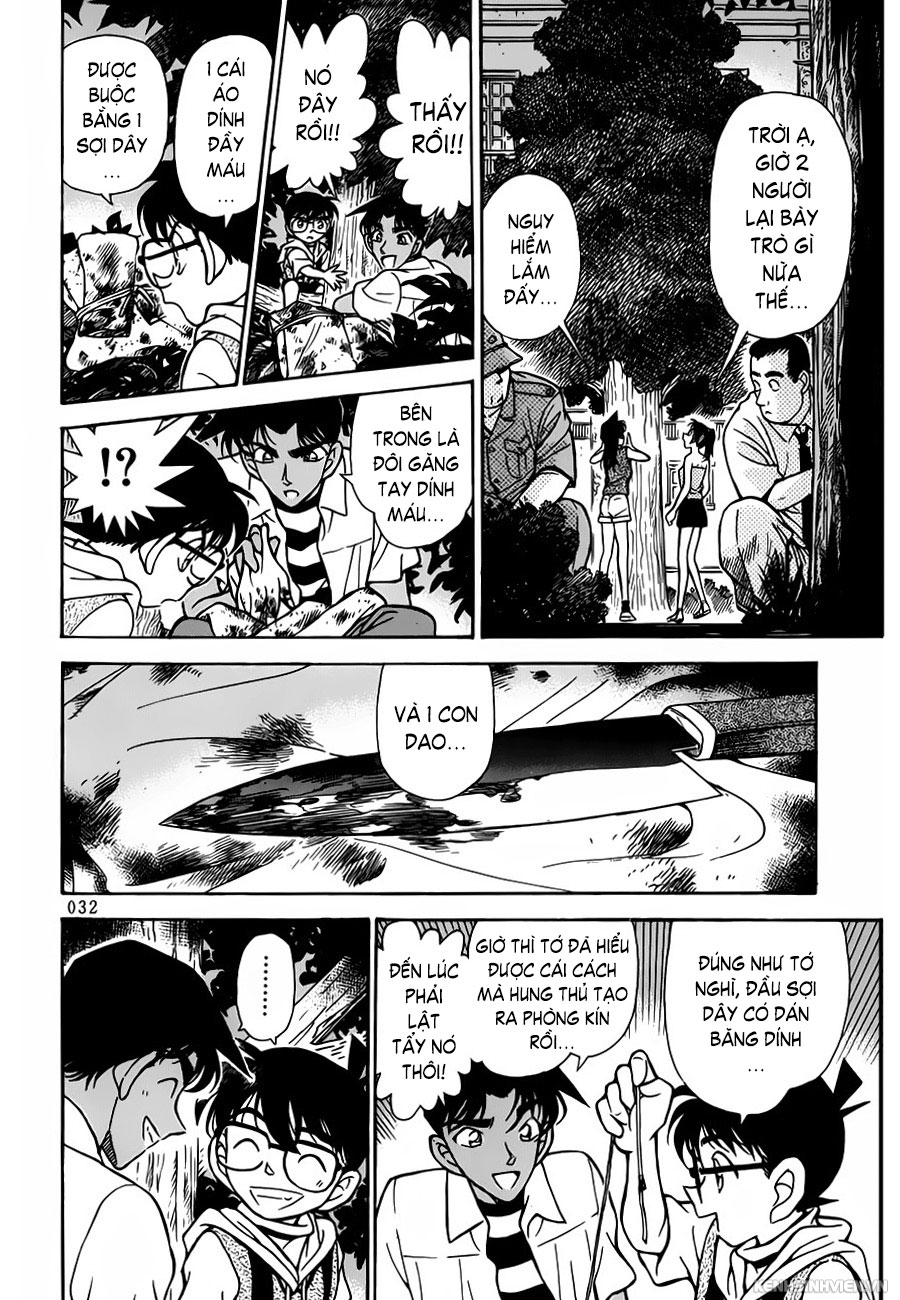 TRỜI Ạ,
GIỜ 2
NGƯỜI
LẠI BÀY
TRÒ GÌ
NỮA
THẾ...
NGUY
HIỂM
LẮM
ĐẤY...
THẤY
RỒI!!
NÓ
ĐÂY
RỒI!!
1 CÁI
ÁO
DÍNH
ĐẦY
MÁU
...
ĐƯỢC
BUỘC
BẰNG 1
SỢI DÂY
...
BÊN
TRONG LÀ
ĐÔI GĂNG
TAY DÍNH
MÁU...
!?
VÀ 1 CON
DAO...
032
ĐÚNG NHƯ TỚ
NGHĨ, ĐẦU SỢI
DÂY CÓ DÁN
BĂNG DÍNH
...
GIỜ THÌ TỚ ĐÃ HIỂU
ĐƯỢC CÁI CÁCH
MÀ HUNG THỦ TẠO
RA PHÒNG KÍN
RỒI...
ĐẾN LÚC
PHẢI
LẬT
TẨY NÓ
THÔI!
........
KENHSINHVIEN.VN